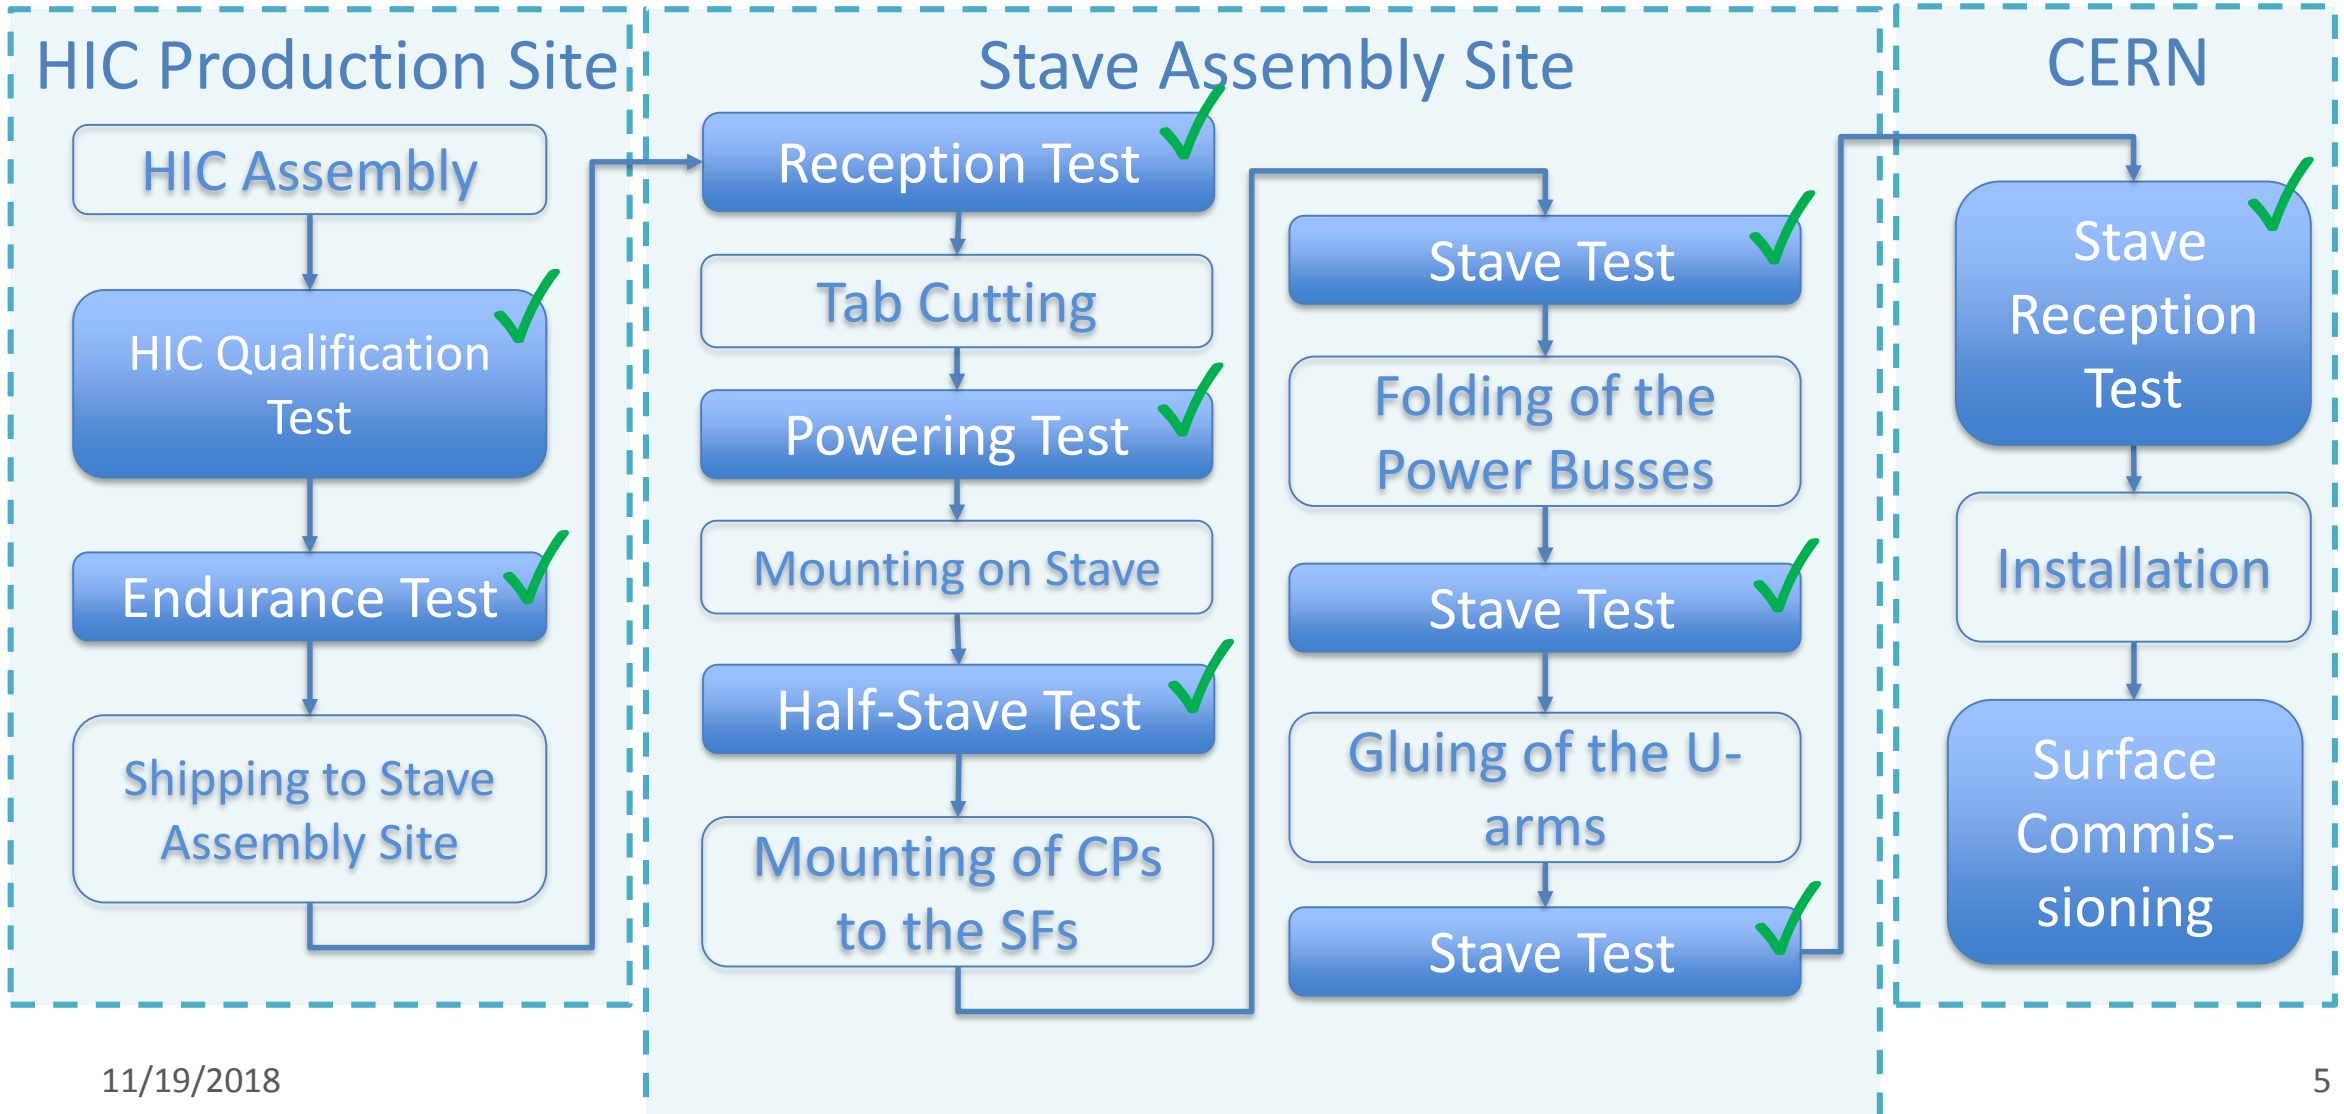 HIC Production Site
HIC Assembly
HIC Qualification
Test
Endurance Test
Shipping to Stave
Assembly Site
Stave Assembly Site
Reception Test
Tab Cutting
Powering Test
Mounting on Stave
Half-Stave Test
Mounting of CPs
to the SFs
Stave Test
Folding of the
Power Busses
Stave Test
Gluing of the U-
arms
Stave Test
CERN
Stave
Reception
Test
Installation
Surface
Commis-
sioning
11/19/2018
5